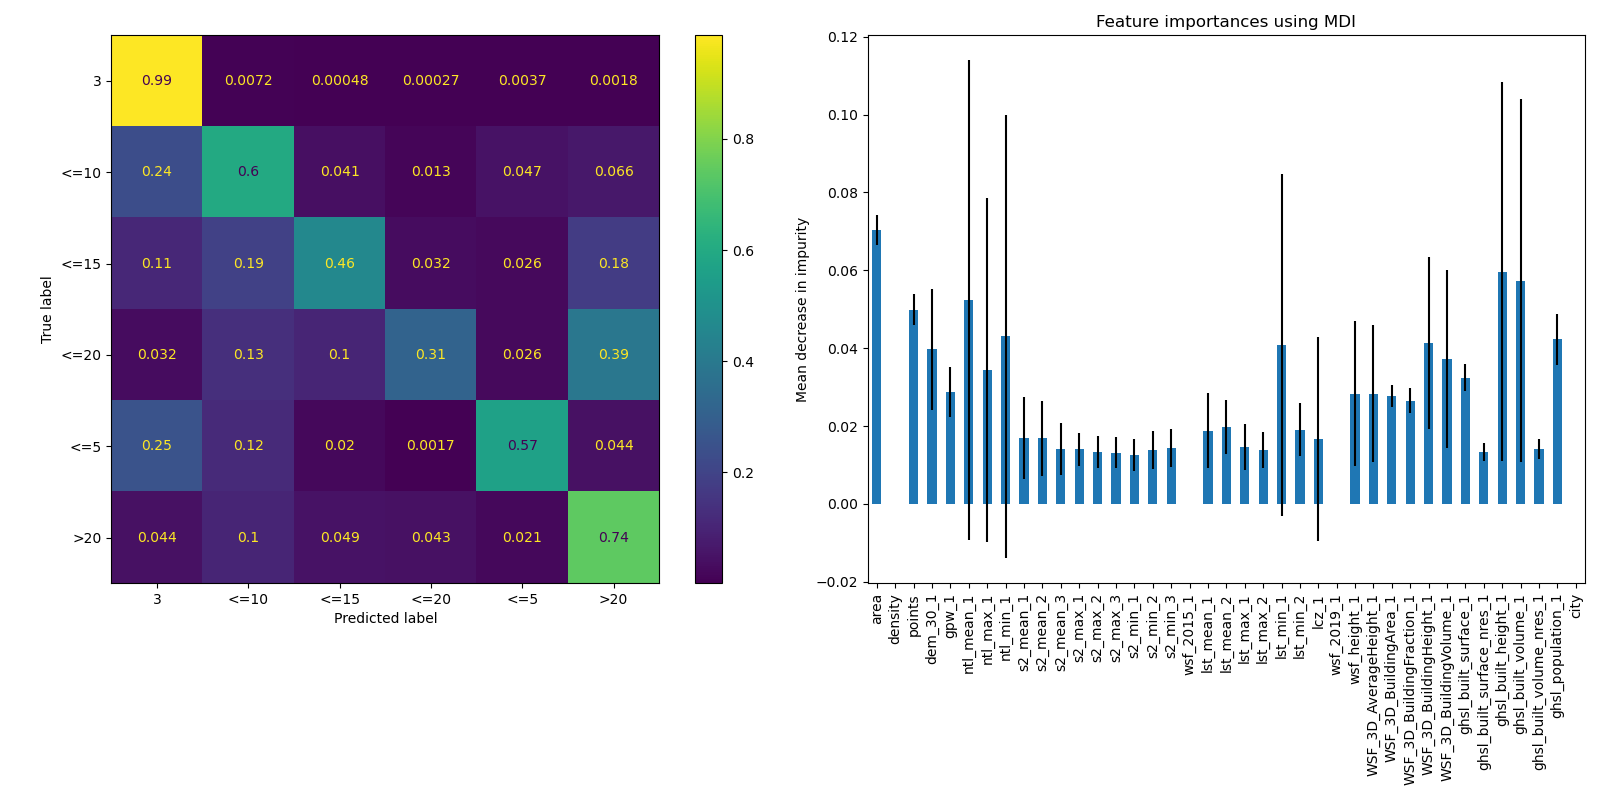 True label
3 0.99 0.0072 0.00048 0.00027 0.0037 0.0018
<=10 0.24 0.6 0.041 0.013 0.047 0.066
<=15 0.11 0.19 0.46 0.032 0.026 0.18
<=20 0.032 0.13 0.1 0.31 0.026 0.39
<=5 0.25 0.12 0.02 0.0017 0.57 0.044
>20 0.044 0.1 0.049 0.043 0.021 0.74
3 <=10 <=15 <=20 <=5 >20
Predicted label
0.8
0.6
0.4
0.2
Feature importances using MDI
Mean decrease in impurity
0.12
0.10
0.08
0.06
0.04
0.02
0.00
−0.02
area
density
points
dem_30_1
gpw_1
ntl_mean_1
ntl_max_1
ntl_min_1
s2_mean_1
s2_mean_2
s2_mean_3
s2_max_1
s2_max_2
s2_max_3
s2_min_1
s2_min_2
s2_min_3
wsf_2015_1
lst_mean_1
lst_mean_2
lst_max_1
lst_max_2
lst_min_1
lst_min_2
lcz_1
wsf_2019_1
wsf_height_1
WSF_3D_AverageHeight_1
WSF_3D_BuildingArea_1
WSF_3D_BuildingFraction_1
WSF_3D_BuildingHeight_1
WSF_3D_BuildingVolume_1
ghsl_built_surface_1
ghsl_built_surface_nres_1
ghsl_built_height_1
ghsl_built_volume_1
ghsl_built_volume_nres_1
ghsl_population_1
city